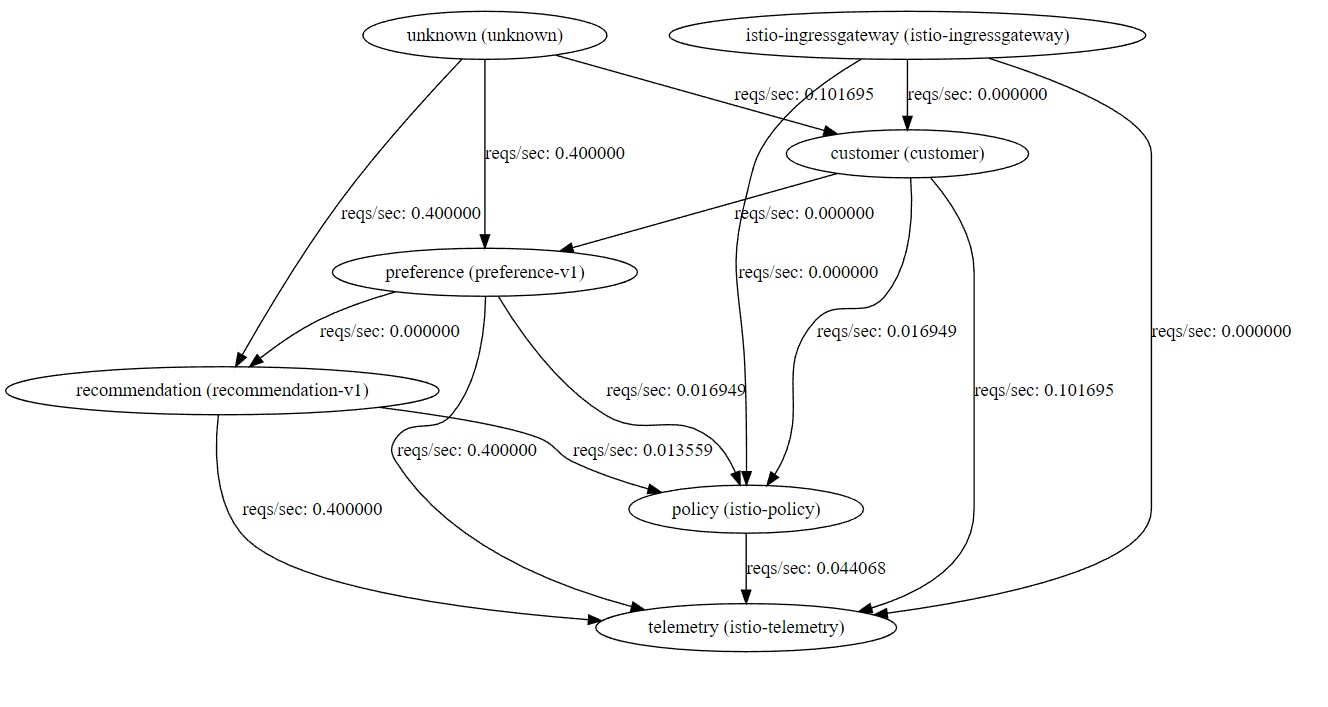 unknown (unknown)
istio-ingressgateway (istio-ingressgateway)
reqs/sec: 0.101695
reqs/sec: 0.000000
reqs/sec: 0.400000
customer (customer)
reqs/sec: 0.400000
reqs/sec: 0.000000
preference (preference-v1)
reqs/sec: 0.000000
reqs/sec: 0.000000
reqs/sec: 0.016949
reqs/sec: 0.000000
recommendation (recommendation-v1)
reqs/sec: 0.016949
reqs/sec: 0.101695
reqs/sec: 0.400000
reqs/sec: 0.013559
reqs/sec: 0.400000
policy (istio-policy)
reqs/sec: 0.044068
telemetry (istio-telemetry)